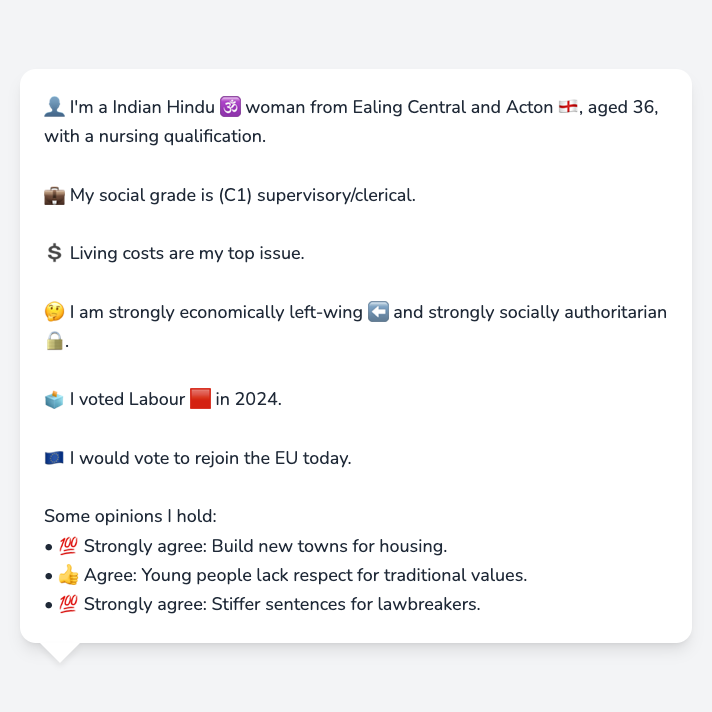 👤 I'm a Indian Hindu 🕉️ woman from Ealing Central and Acton 🏴󠁧󠁢󠁥󠁮󠁧󠁿, aged 36,
with a nursing qualification.
💼 My social grade is (C1) supervisory/clerical.
💲 Living costs are my top issue.
🤔 I am strongly economically left-wing ⬅️ and strongly socially authoritarian
🔒.
🗳️ I voted Labour 🟥 in 2024.
🇪🇺 I would vote to rejoin the EU today.
Some opinions I hold:
• 💯 Strongly agree: Build new towns for housing.
• 👍 Agree: Young people lack respect for traditional values.
• 💯 Strongly agree: Stiffer sentences for lawbreakers.